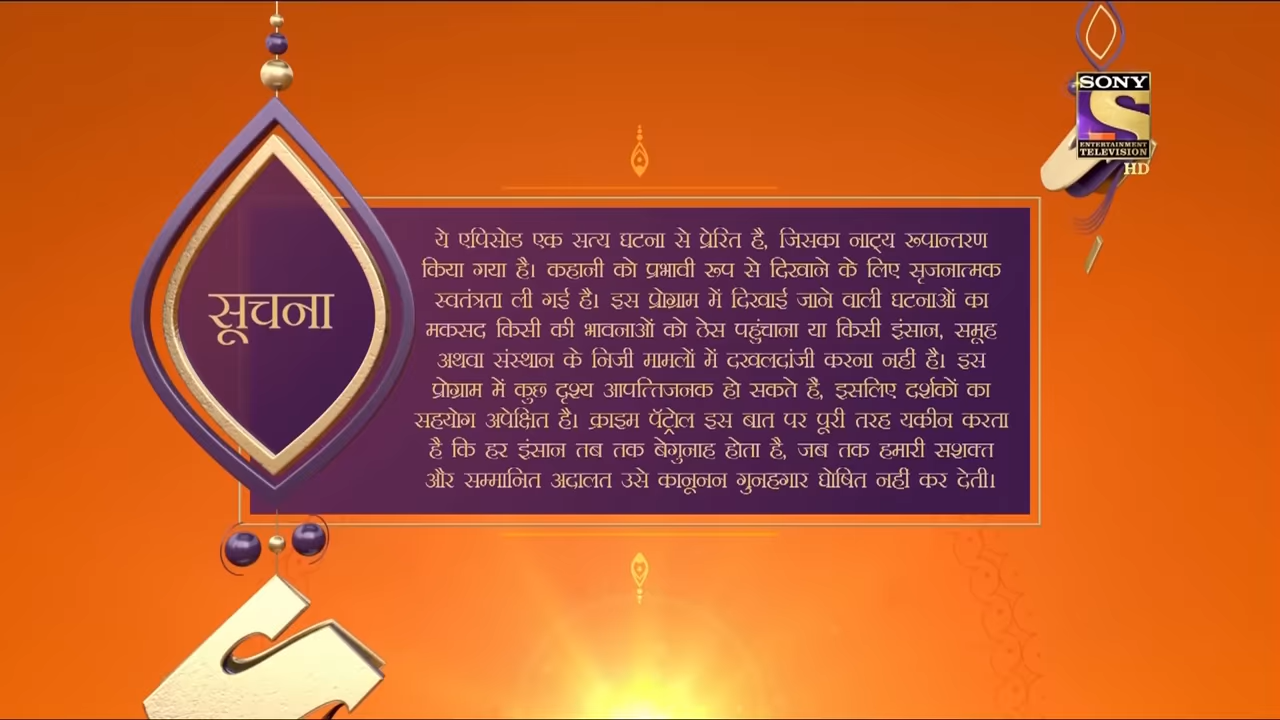 SONY
ENTERTAINMENT
TELEVISION
HD
सूचना
ये एपिसोड एक सत्य घटना से प्रेरित है, जिसका नाट्य रूपान्तरण
किया गया है। कहानी को प्रभावी रूप से दिखाने के लिए सृजनात्मक
स्वतंत्रता ली गई है। इस प्रोग्राम में दिखाई जाने वाली घटनाओं का
मकसद किसी की भावनाओं को ठेस पहुंचाना या किसी इंसान, समूह
अथवा संस्थान के निजी मामलों में दखलदांजी करना नहीं है। इस
प्रोग्राम में कुछ दृश्य आपत्तिजनक हो सकते हैं, इसलिए दर्शकों का
सहयोग अपेक्षित है। क्राइम पॅट्रोल इस बात पर पूरी तरह यकीन करता
है कि हर इंसान तब तक बेगुनाह होता है, जब तक हमारी सशक्त
और सम्मानित अदालत उसे कानूनन गुनहगार घोषित नहीं कर देती।